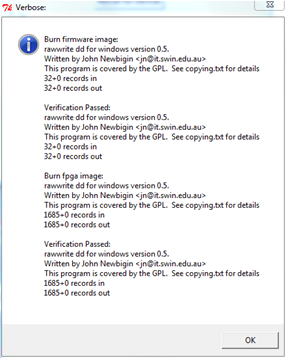 Verbose:
Burn firmware image:
rawwrite dd for windows version 0.5.
Written by John Newbigin <jn@it.swin.edu.au>
This program is covered by the GPL.  See copying.txt for details
32+0 records in
32+0 records out
Verification Passed:
rawwrite dd for windows version 0.5.
Written by John Newbigin <jn@it.swin.edu.au>
This program is covered by the GPL.  See copying.txt for details
32+0 records in
32+0 records out
Burn fpga image:
rawwrite dd for windows version 0.5.
Written by John Newbigin <jn@it.swin.edu.au>
This program is covered by the GPL.  See copying.txt for details
1685+0 records in
1685+0 records out
Verification Passed:
rawwrite dd for windows version 0.5.
Written by John Newbigin <jn@it.swin.edu.au>
This program is covered by the GPL.  See copying.txt for details
1685+0 records in
1685+0 records out
OK